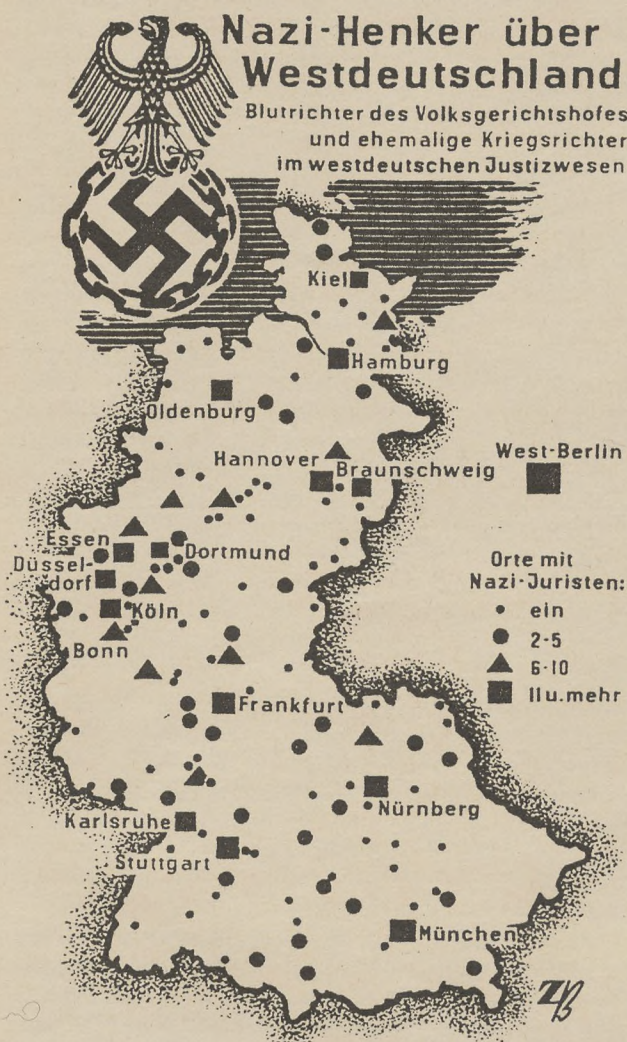 Nazi-Henker über
Westdeutschland
Blutrichter des Volksgerichtshofes
und ehemalige Kriegsrichter
im westdeutschen Justizwesen
Kiel
Hamburg
Oldenburg
Hannover
Braunschweig
West-Berlin
Essen
Dortmund
Düssel-
dorf
Köln
Bonn
Orte mit
Nazi-Juristen:
ein
2-5
6-10
11 u. mehr
Frankfurt
Nürnberg
Karlsruhe
Stuttgart
München